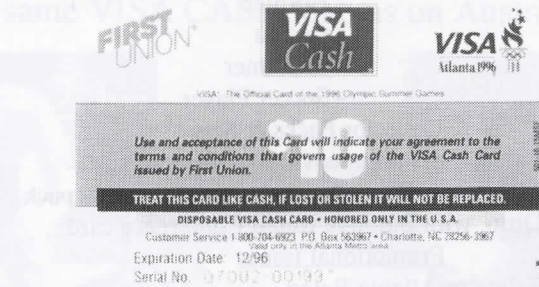 FIRST UNION
VISA Cash
VISA
Atlanta 1996
VISA: The Official Card of the 1996 Olympic Summer Games
$10
Use and acceptance of this Card will indicate your agreement to the
terms and conditions that govern usage of the VISA Cash Card
issued by First Union.
TREAT THIS CARD LIKE CASH, IF LOST OR STOLEN IT WILL NOT BE REPLACED.
DISPOSABLE VISA CASH CARD • HONORED ONLY IN THE U.S.A.
Customer Service 1-800-704-6923 P.O. Box 563967 • Charlotte, NC 28256-3967
Valid only in the Atlanta Metro area
Expiration Date: 12/96
Serial No.